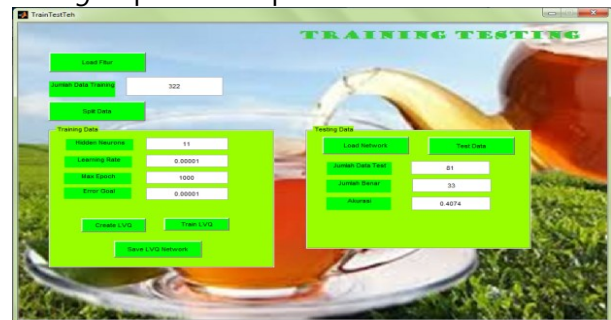 TrainTestTeh
TRAINING TESTING
Load Fitur
Jumlah Data Training 322
Split Data
Training Data
Hidden Neurons 11
Learning Rate 0.00001
Max Epoch 1000
Error Goal 0.00001
Create LVQ Train LVQ
Save LVQ Network
Testing Data
Load Network Test Data
Jumlah Data Test 81
Jumlah Benar 33
Akurasi 0.4074